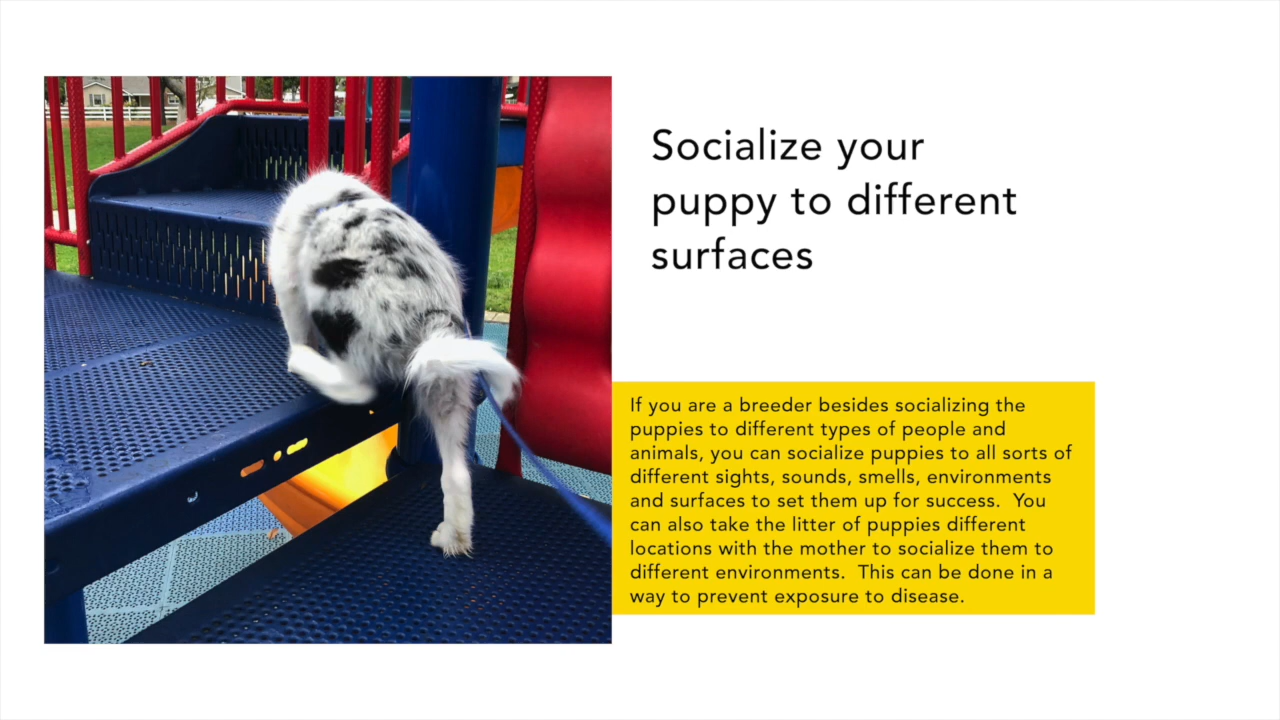 Socialize your
puppy to different
surfaces
If you are a breeder besides socializing the
puppies to different types of people and
animals, you can socialize puppies to all sorts of
different sights, sounds, smells, environments
and surfaces to set them up for success.  You
can also take the litter of puppies different
locations with the mother to socialize them to
different environments.  This can be done in a
way to prevent exposure to disease.